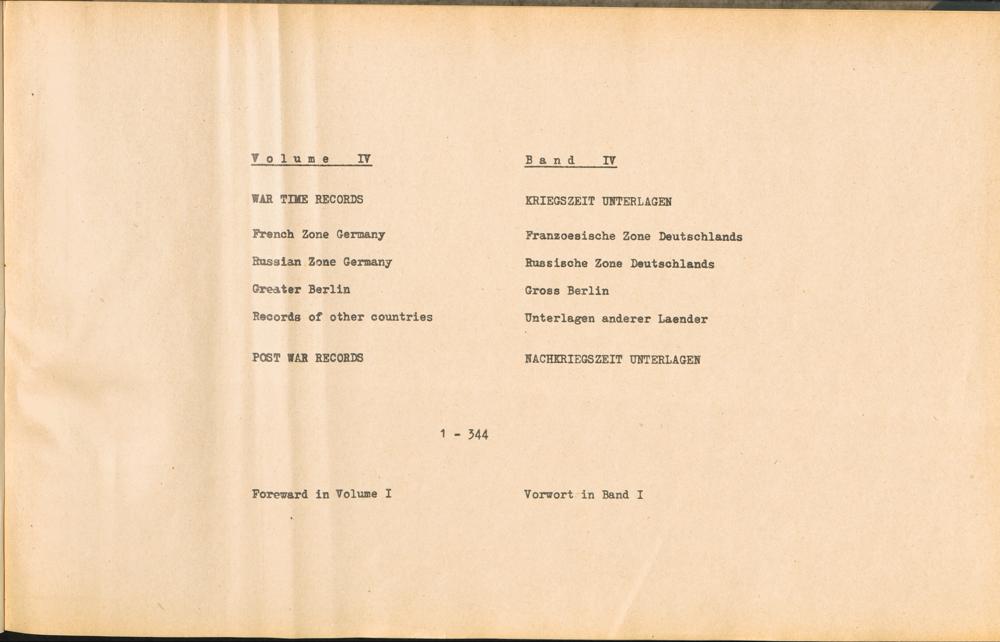 Volume IV
WAR TIME RECORDS
French Zone Germany
Russian Zone Germany
Greater Berlin
Records of other countries
POST WAR RECORDS
Band IV
KRIEGSZEIT UNTERLAGEN
Franzoesische Zone Deutschlands
Russische Zone Deutschlands
Gross Berlin
Unterlagen anderer Laender
NACHKRIEGSZEIT UNTERLAGEN
1 - 344
Foreward in Volume I
Vorwort in Band I